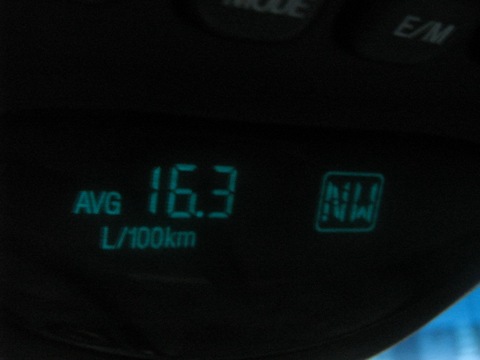 MODE
E/M
AVG 16.3 NW
L/100km